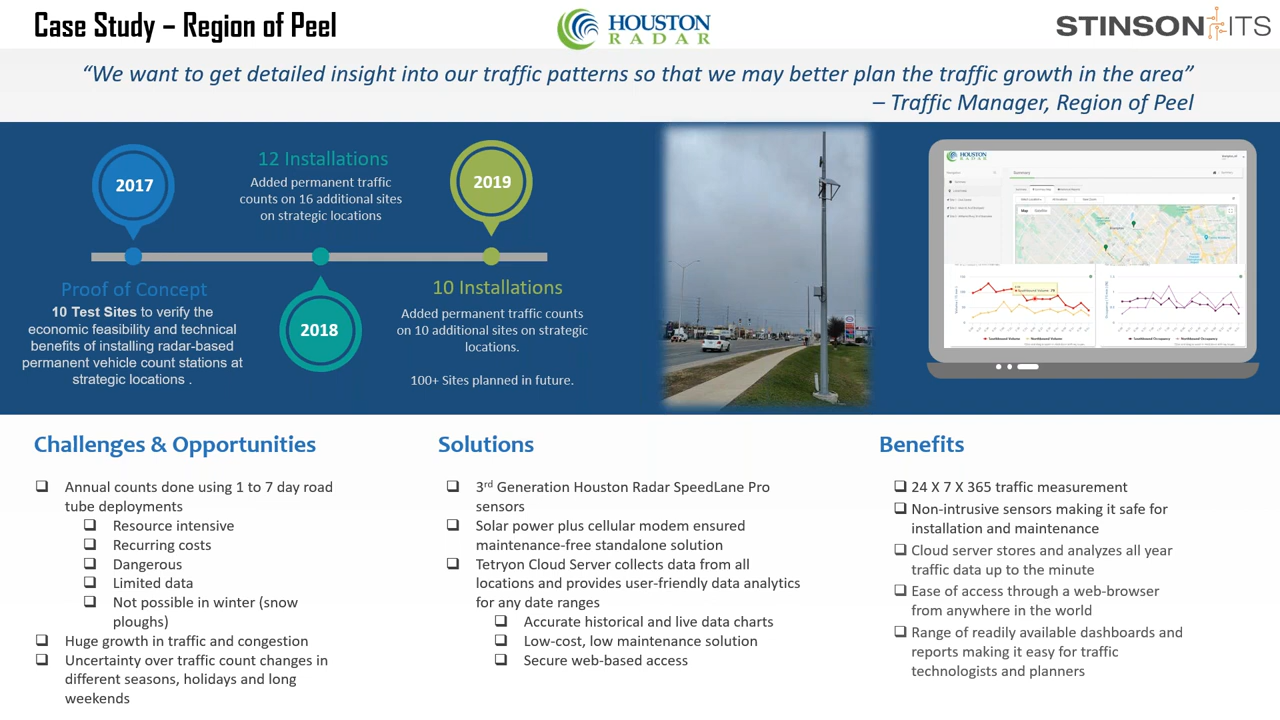 Case Study – Region of Peel
HOUSTON
RADAR
STINSON ITS
“We want to get detailed insight into our traffic patterns so that we may better plan the traffic growth in the area”
– Traffic Manager, Region of Peel
2017
Proof of Concept
10 Test Sites to verify the
economic feasibility and technical
benefits of installing radar-based
permanent vehicle count stations at
strategic locations .
12 Installations
Added permanent traffic
counts on 16 additional sites
on strategic locations
2018
2019
10 Installations
Added permanent traffic counts
on 10 additional sites on strategic
locations.
100+ Sites planned in future.
HOUSTON
RADAR
Summary
Map
Southbound Volume
Northbound Volume
Southbound Occupancy
Northbound Occupancy
Challenges & Opportunities
❑ Annual counts done using 1 to 7 day road
tube deployments
❑ Resource intensive
❑ Recurring costs
❑ Dangerous
❑ Limited data
❑ Not possible in winter (snow
ploughs)
❑ Huge growth in traffic and congestion
❑ Uncertainty over traffic count changes in
different seasons, holidays and long
weekends
Solutions
❑ 3rd Generation Houston Radar SpeedLane Pro
sensors
❑ Solar power plus cellular modem ensured
maintenance-free standalone solution
❑ Tetryon Cloud Server collects data from all
locations and provides user-friendly data analytics
for any date ranges
❑ Accurate historical and live data charts
❑ Low-cost, low maintenance solution
❑ Secure web-based access
Benefits
❑ 24 X 7 X 365 traffic measurement
❑ Non-intrusive sensors making it safe for
installation and maintenance
❑ Cloud server stores and analyzes all year
traffic data up to the minute
❑ Ease of access through a web-browser
from anywhere in the world
❑ Range of readily available dashboards and
reports making it easy for traffic
technologists and planners